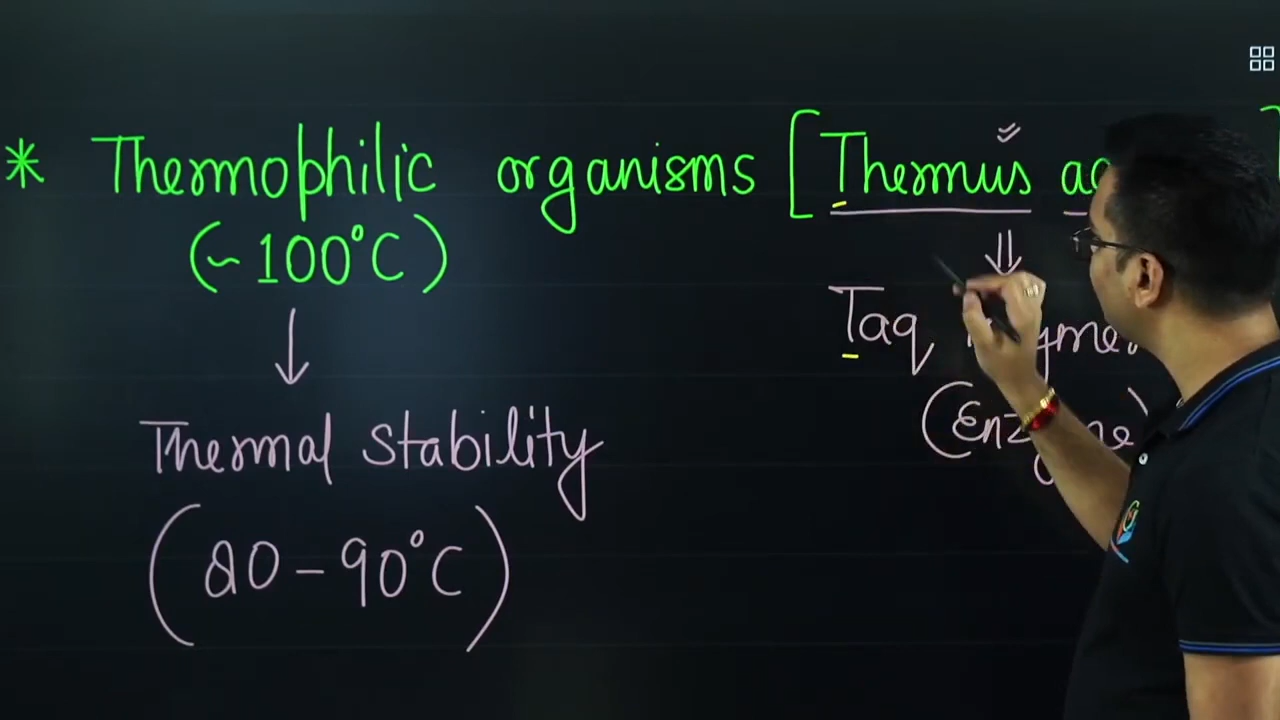 * Thermophilic organisms [Thermus
(~100°C)
Taq
Thermal Stability
(80-90°C)